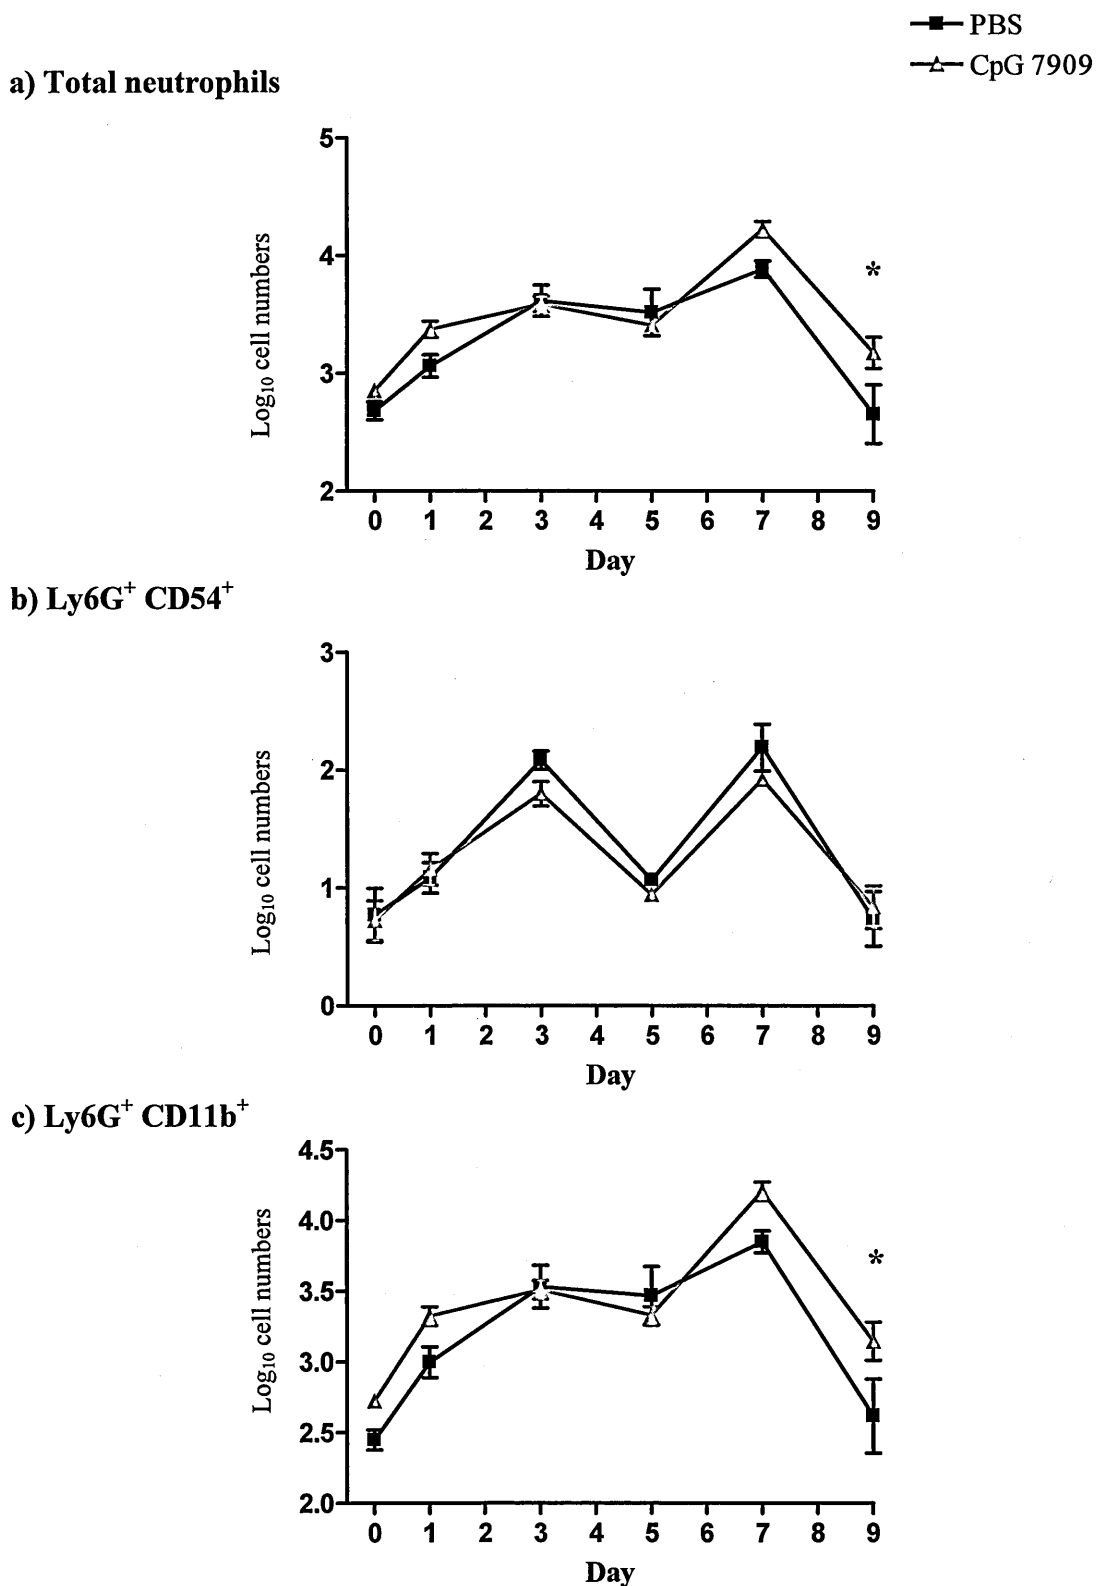 PBS
CpG 7909
a) Total neutrophils
5
4
3
2
Log₁₀ cell numbers
*
0 1 2 3 4 5 6 7 8 9
Day
b) Ly6G⁺ CD54⁺
3
2
1
0
Log₁₀ cell numbers
0 1 2 3 4 5 6 7 8 9
Day
c) Ly6G⁺ CD11b⁺
4.5
4.0
3.5
3.0
2.5
2.0
Log₁₀ cell numbers
*
0 1 2 3 4 5 6 7 8 9
Day